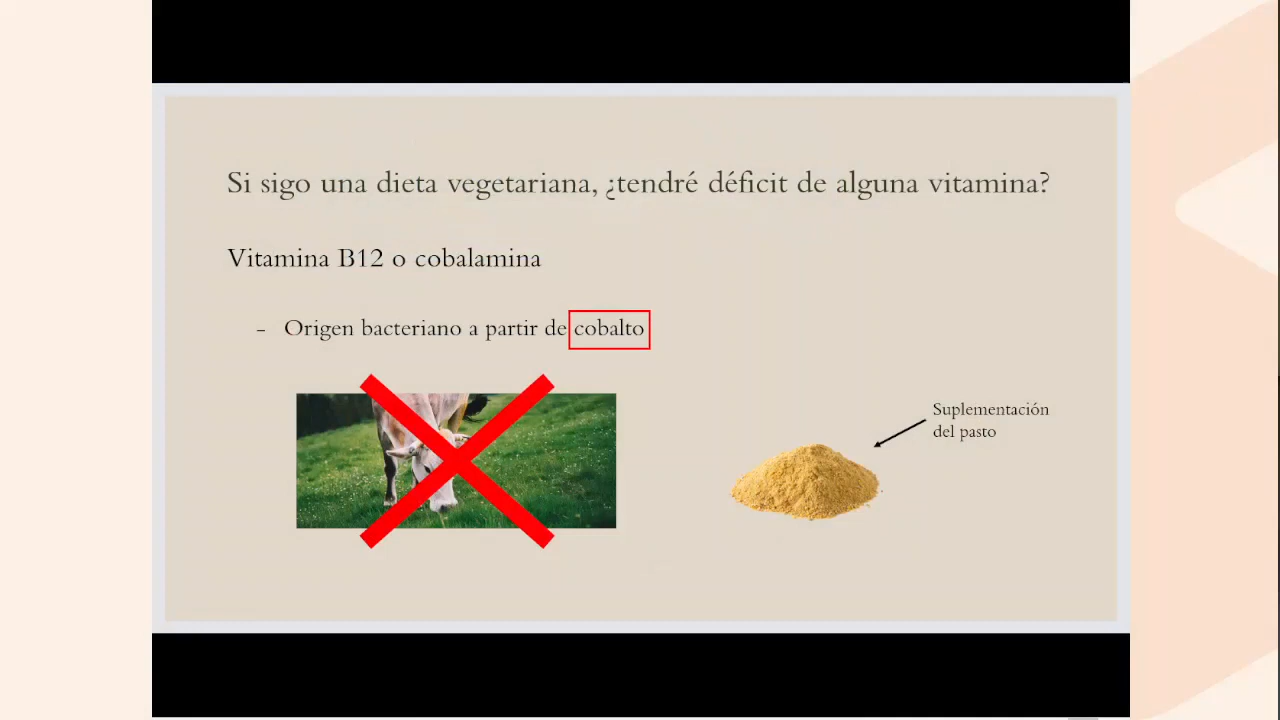 Si sigo una dieta vegetariana, ¿tendré déficit de alguna vitamina?
Vitamina B12 o cobalamina
- Origen bacteriano a partir de cobalto
Suplementación
del pasto